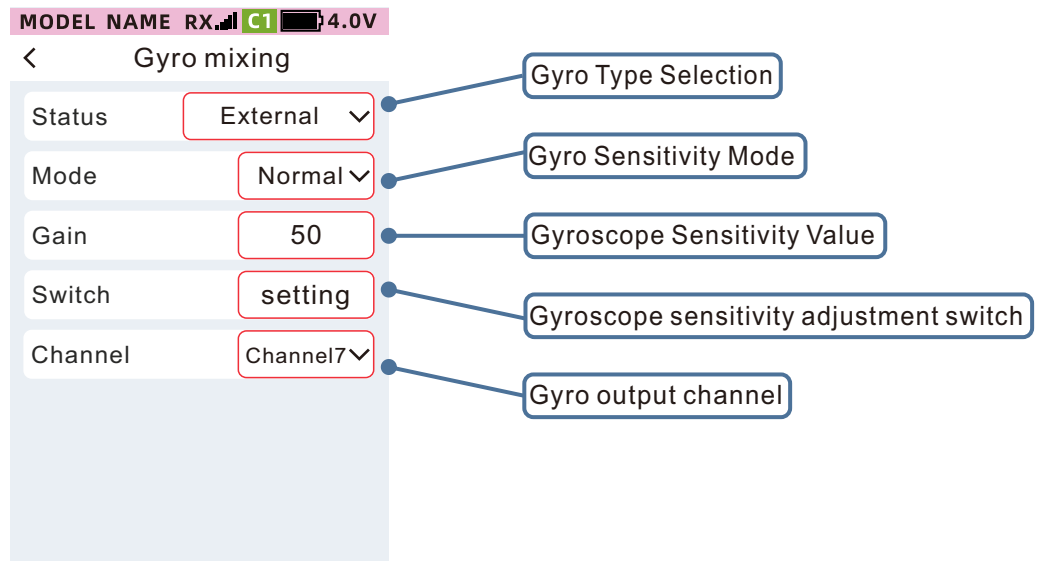 MODEL NAME RX C1 4.0V
Gyro mixing
Status External
Mode Normal
Gain 50
Switch setting
Channel Channel7
Gyro Type Selection
Gyro Sensitivity Mode
Gyroscope Sensitivity Value
Gyroscope sensitivity adjustment switch
Gyro output channel